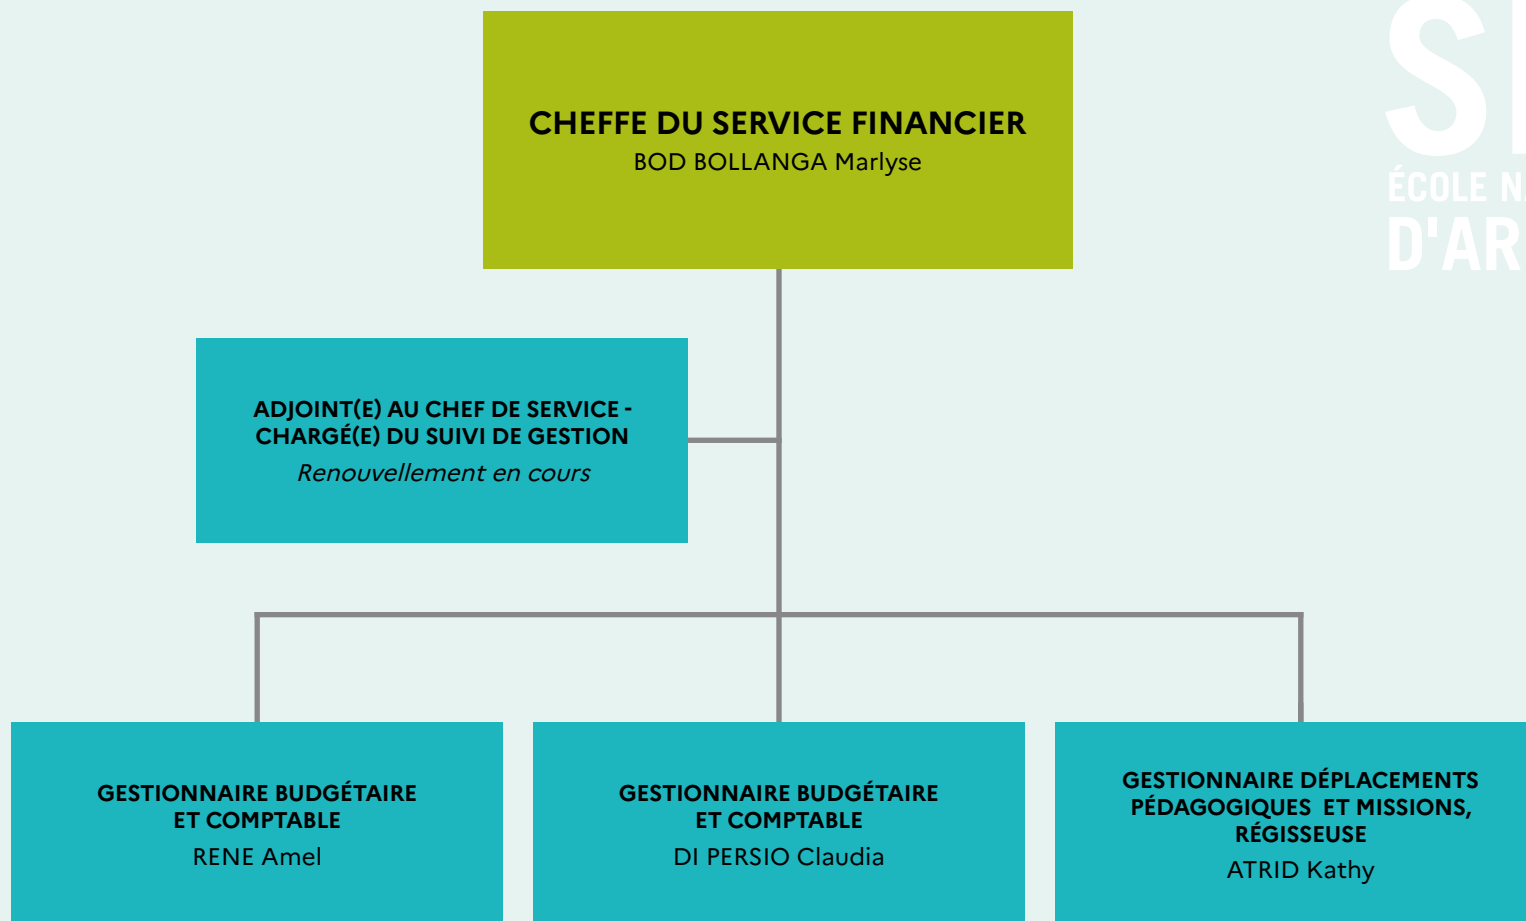 CHEFFE DU SERVICE FINANCIER
BOD BOLLANGA Marlyse
ÉCOLE
D'AR
ADJOINT(E) AU CHEF DE SERVICE -
CHARGÉ(E) DU SUIVI DE GESTION
Renouvellement en cours
GESTIONNAIRE BUDGÉTAIRE
ET COMPTABLE
RENE Amel
GESTIONNAIRE BUDGÉTAIRE
ET COMPTABLE
DI PERSIO Claudia
GESTIONNAIRE DÉPLACEMENTS
PÉDAGOGIQUES ET MISSIONS,
RÉGISSEUSE
ATRID Kathy